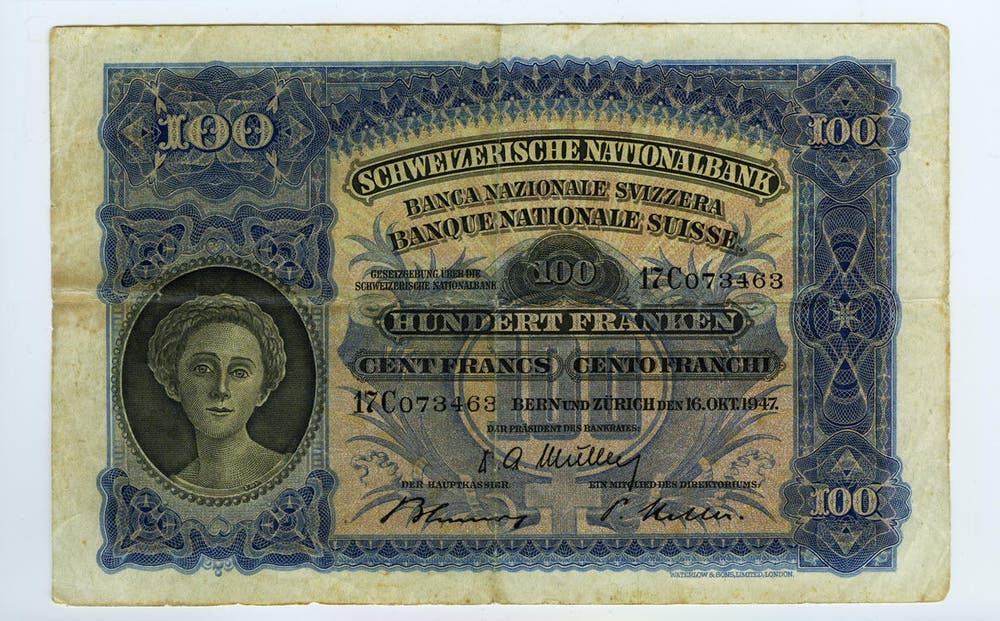 100
100
SCHWEIZERISCHE NATIONALBANK
BANCA NAZIONALE SVIZZERA
BANQUE NATIONALE SUISSE.
GESETZGEBUNG ÜBER DIE
SCHWEIZERISCHE NATIONALBANK
100
17C073463
HUNDERT FRANKEN
CENT FRANCS
CENTO FRANCHI
100
17C073463
BERN UND ZÜRICH DEN 16. OKT. 1947.
DER PRÄSIDENT DES BANKRATES:
A Müller
DER HAUPTKASSIER
EIN MITGLIED DES DIREKTORIUMS:
100
WATERLOW & SONS, LIMITED, LONDON.